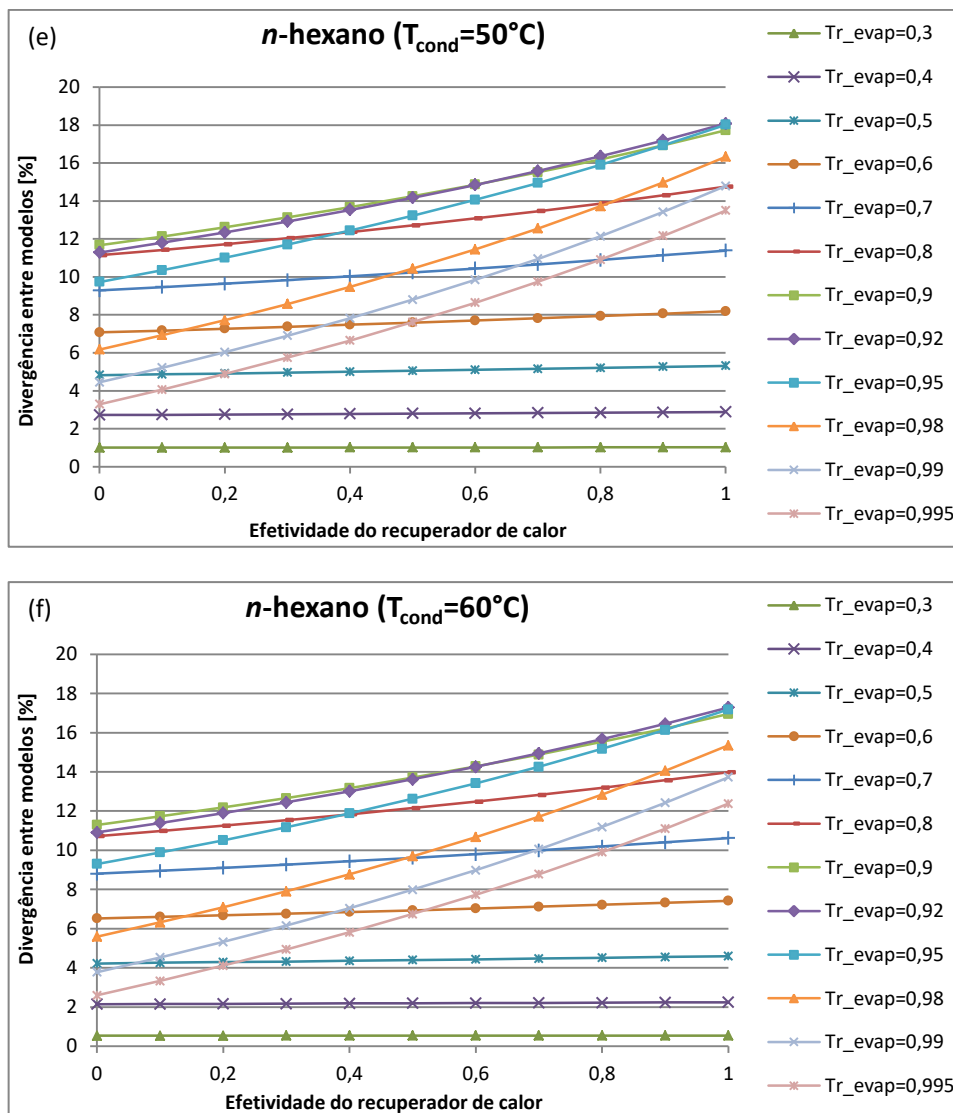 (e)
n-hexano (Tcond=50°C)
Divergência entre modelos [%]
20
18
16
14
12
10
8
6
4
2
0
0 0,2 0,4 0,6 0,8 1
Efetividade do recuperador de calor
Tr_evap=0,3
Tr_evap=0,4
Tr_evap=0,5
Tr_evap=0,6
Tr_evap=0,7
Tr_evap=0,8
Tr_evap=0,9
Tr_evap=0,92
Tr_evap=0,95
Tr_evap=0,98
Tr_evap=0,99
Tr_evap=0,995
(f)
n-hexano (Tcond=60°C)
Divergência entre modelos [%]
20
18
16
14
12
10
8
6
4
2
0
0 0,2 0,4 0,6 0,8 1
Efetividade do recuperador de calor
Tr_evap=0,3
Tr_evap=0,4
Tr_evap=0,5
Tr_evap=0,6
Tr_evap=0,7
Tr_evap=0,8
Tr_evap=0,9
Tr_evap=0,92
Tr_evap=0,95
Tr_evap=0,98
Tr_evap=0,99
Tr_evap=0,995